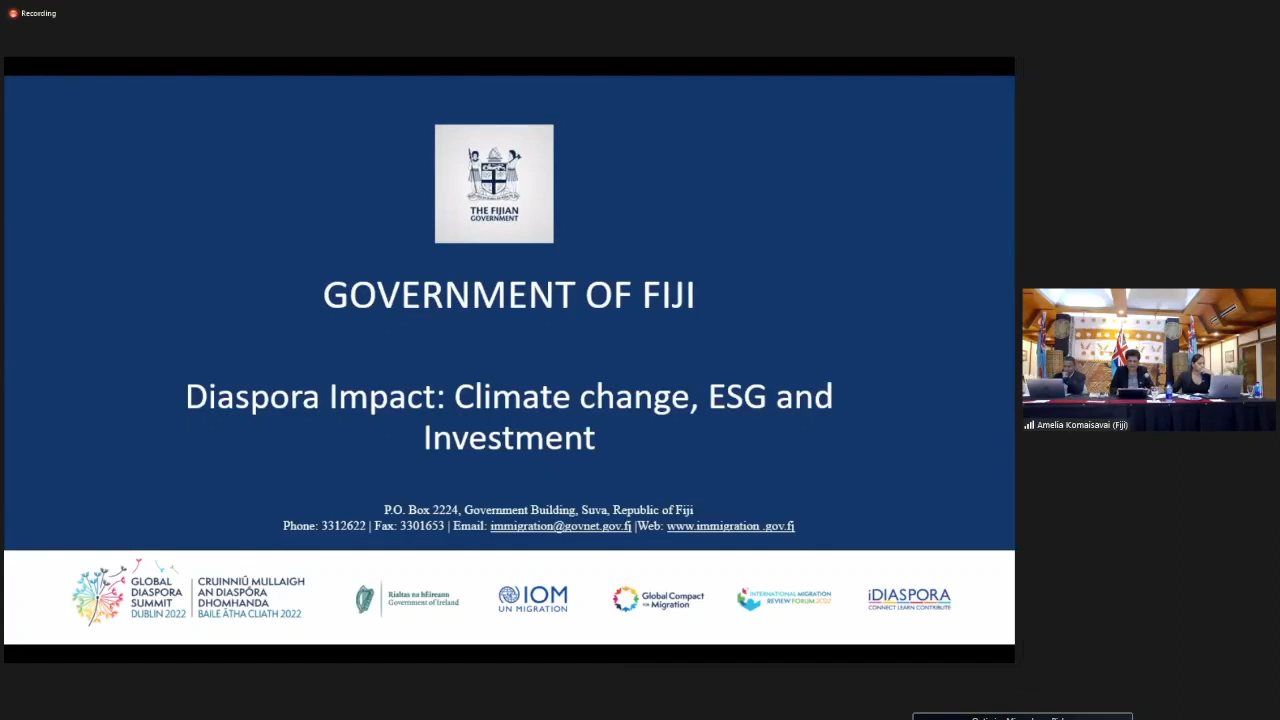 Recording
THE FIJIAN
GOVERNMENT
GOVERNMENT OF FIJI
Diaspora Impact: Climate change, ESG and
Investment
P.O. Box 2224, Government Building, Suva, Republic of Fiji
Phone: 3312622 | Fax: 3301653 | Email: immigration@govnet.gov.fj |Web: www.immigration .gov.fj
GLOBAL
DIASPORA
SUMMIT
DUBLIN 2022
CRUINNIÚ MULLAIGH
AN DIASPÓRA
DHOMHANDA
BAILE ÁTHA CLIATH 2022
Rialtas na hÉireann
Government of Ireland
IOM
UN MIGRATION
Global Compact
for Migration
INTERNATIONAL MIGRATION
REVIEW FORUM 2022
iDIASPORA
CONNECT LEARN CONTRIBUTE
Amelia Komaisavai (Fiji)